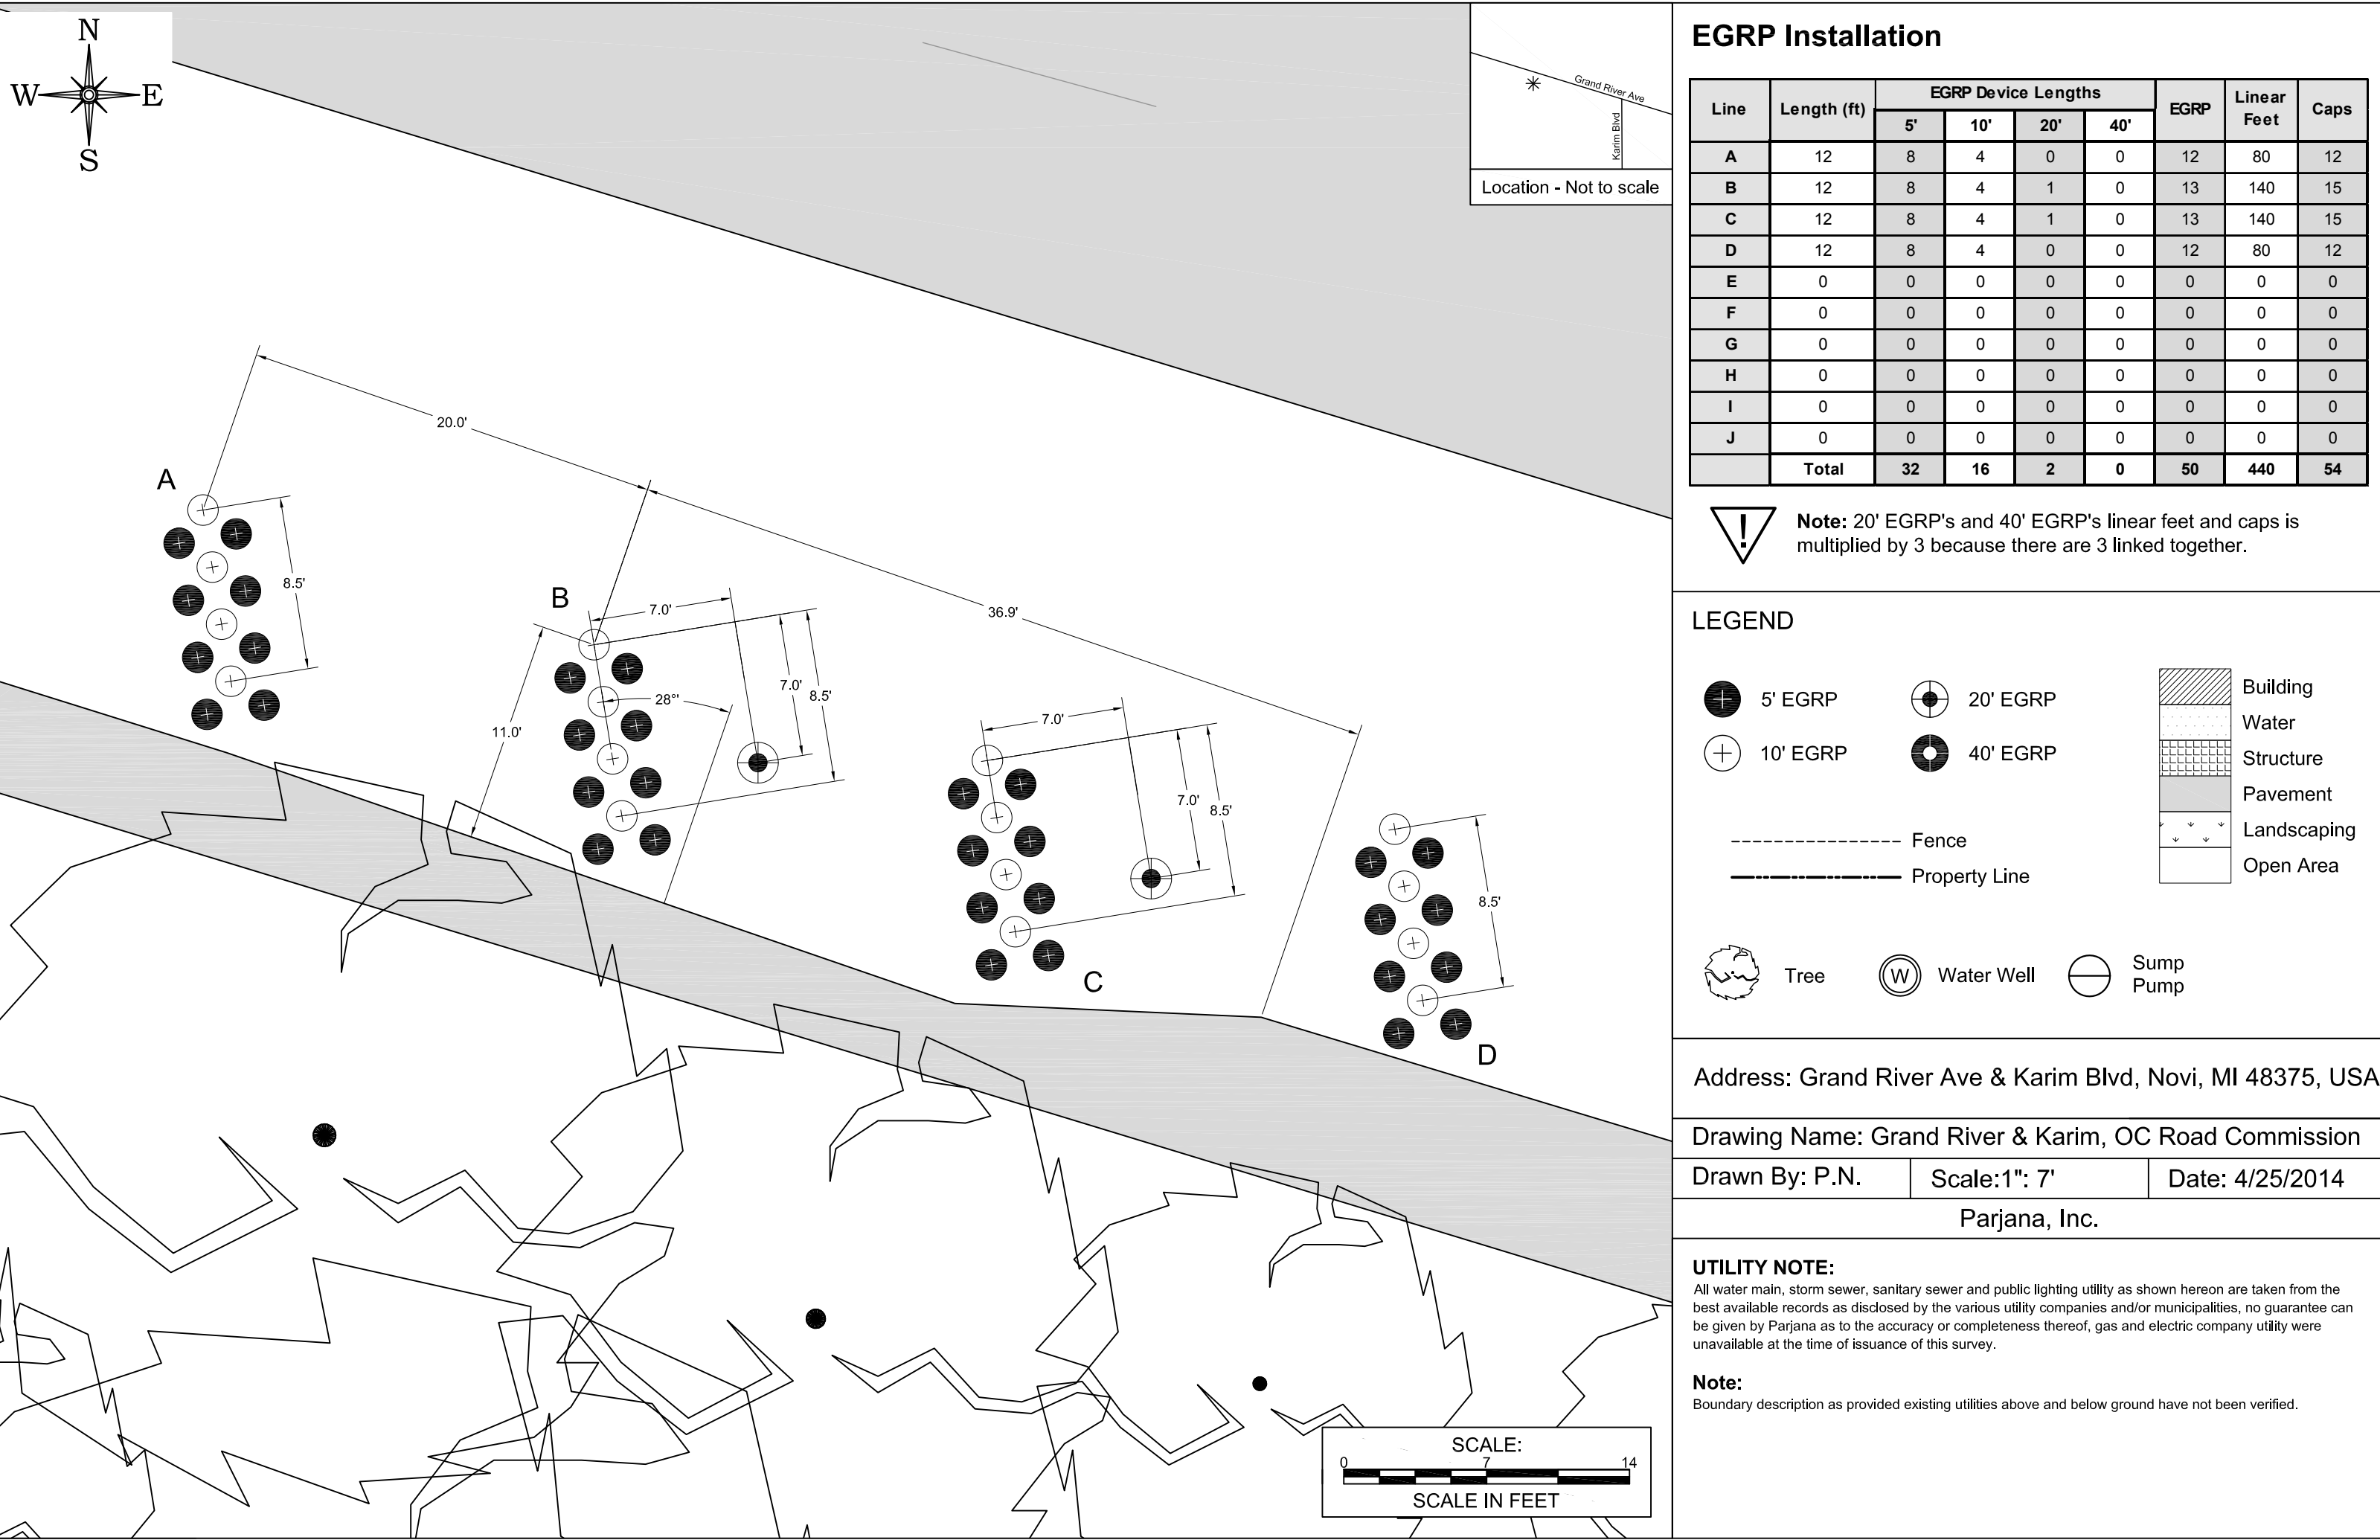 N
W E
S
Grand River Ave
Karim Blvd
Location - Not to scale
20.0'
A
8.5'
B
7.0'
36.9'
7.0'
8.5'
28°'
11.0'
7.0'
7.0'
8.5'
C
8.5'
D
SCALE:
0 7 14
SCALE IN FEET
EGRP Installation
Line Length (ft) EGRP Device Lengths EGRP Linear Feet Caps
5' 10' 20' 40'
A 12 8 4 0 0 12 80 12
B 12 8 4 1 0 13 140 15
C 12 8 4 1 0 13 140 15
D 12 8 4 0 0 12 80 12
E 0 0 0 0 0 0 0 0
F 0 0 0 0 0 0 0 0
G 0 0 0 0 0 0 0 0
H 0 0 0 0 0 0 0 0
I 0 0 0 0 0 0 0 0
J 0 0 0 0 0 0 0 0
Total 32 16 2 0 50 440 54
! Note: 20' EGRP's and 40' EGRP's linear feet and caps is
multiplied by 3 because there are 3 linked together.
LEGEND
5' EGRP 20' EGRP
10' EGRP 40' EGRP
Fence
Property Line
Building
Water
Structure
Pavement
Landscaping
Open Area
Tree
W Water Well
Sump
Pump
Address: Grand River Ave & Karim Blvd, Novi, MI 48375, USA
Drawing Name: Grand River & Karim, OC Road Commission
Drawn By: P.N. Scale:1": 7' Date: 4/25/2014
Parjana, Inc.
UTILITY NOTE:
All water main, storm sewer, sanitary sewer and public lighting utility as shown hereon are taken from the
best available records as disclosed by the various utility companies and/or municipalities, no guarantee can
be given by Parjana as to the accuracy or completeness thereof, gas and electric company utility were
unavailable at the time of issuance of this survey.
Note:
Boundary description as provided existing utilities above and below ground have not been verified.